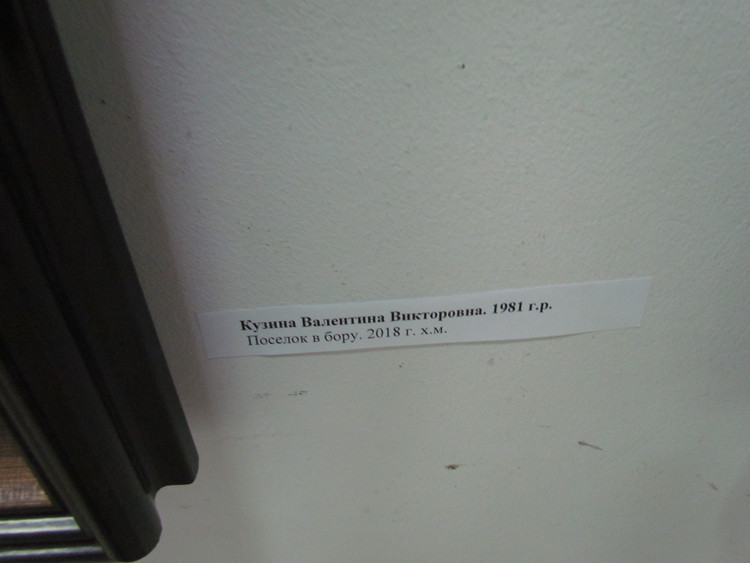 Кузина Валентина Викторовна. 1981 г.р.
Поселок в бору. 2018 г. х.м.